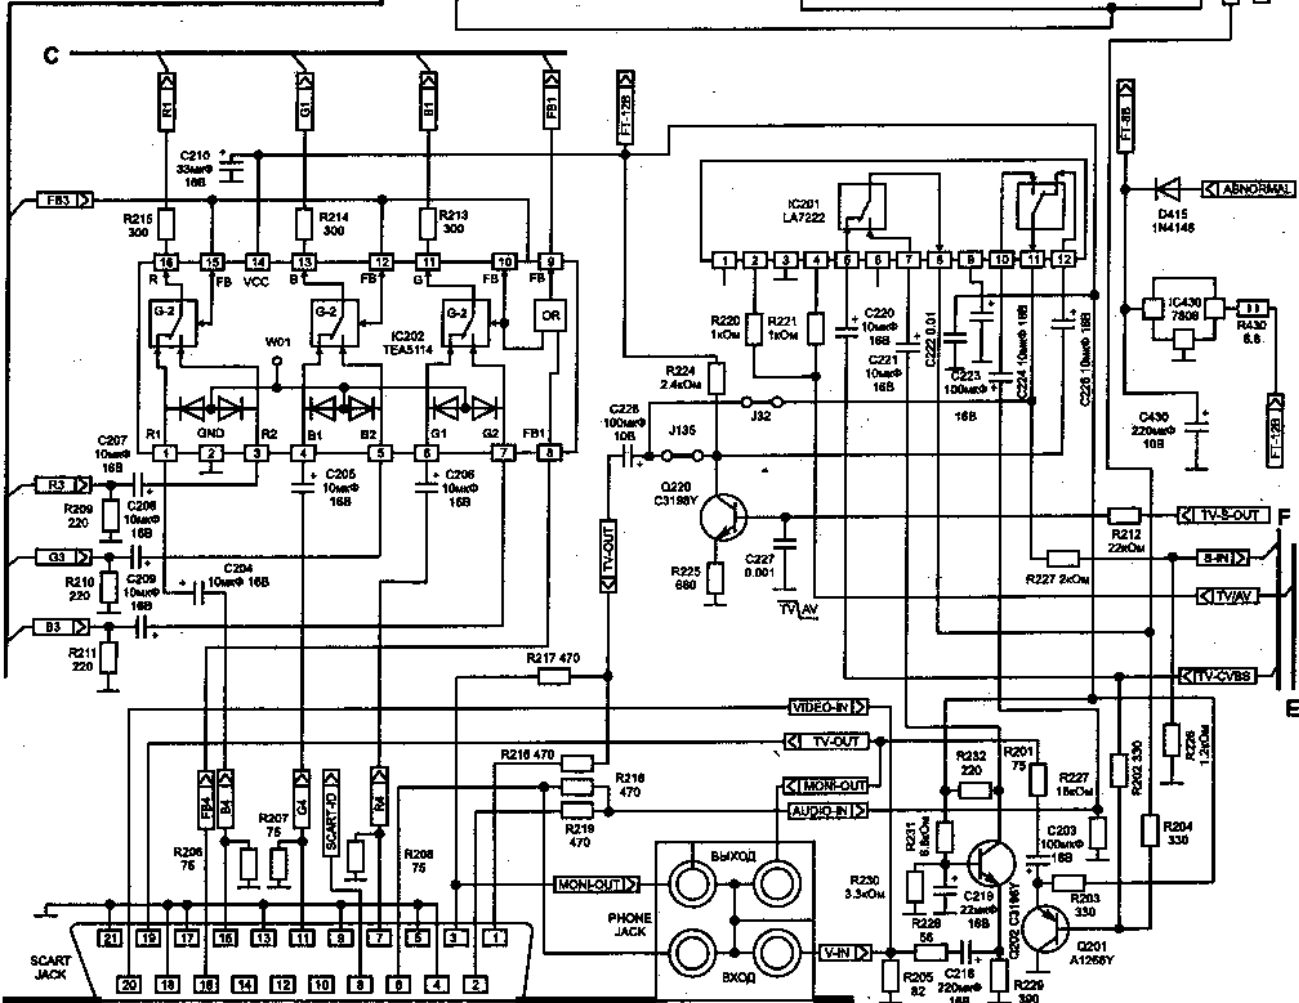 C
R1
G1
B1
FB1
FT-12B
FT-8B
C210
33мкФ
16В
FB3
R215
300
R214
300
R213
300
IC201
LA7222
ABNORMAL
D415
1N4148
16 15 14 13 12 11 10 9
R FB VCC B FB G FB FB
1 2 3 4 5 6 7 8 9 10 11 12
G-2
G-2
G-2
OR
IC202
TEA5114
W01
R220
1кОм
R221
1кОм
C220
10мкФ
16В
C221
10мкФ
16В
C222 0.01
C223
100мкФ
16В
C224 10мкФ 16В
C226 10мкФ 16В
IC430
7808
R430
6.8
R224
2.4кОм
C430
220мкФ
10В
FT-12B
R1 GND R2 B1 B2 G1 G2 FB1
1 2 3 4 5 6 7 8
C207
10мкФ
16В
C228
100мкФ
10В
J32
J135
R3
R209
220
C208
10мкФ
16В
C205
10мкФ
16В
C206
10мкФ
16В
Q220
C3198Y
TV-S-OUT
F
R212
22кОм
TV-OUT
G3
R210
220
C209
10мкФ
16В
C204
10мкФ 16В
R225
680
C227
0.001
R227 2кОм
S-IN
TV/AV
TV/AV
B3
R211
220
R217 470
TV-CVBS
E
VIDEO-IN
TV-OUT
R216 470
R218
470
MONI-OUT
AUDIO-IN
R219
470
R232
220
R201
75
R227
18кОм
R202 330
R226
1.2кОм
FB4
B4
G4
SCART-ID
R4
R206
75
R207
75
R208
75
R231
6.8кОм
C203
100мкФ
16В
R204
330
ВЫХОД
MONI-OUT
PHONE
JACK
ВХОД
R230
3.3кОм
C219
22мкФ
16В
Q202 C3198Y
R203
330
Q201
A1266Y
V-IN
R228
56
R205
82
C218
220мкФ
16В
R229
390
SCART
JACK
21 19 17 15 13 11 9 7 5 3 1
20 18 16 14 12 10 8 6 4 2